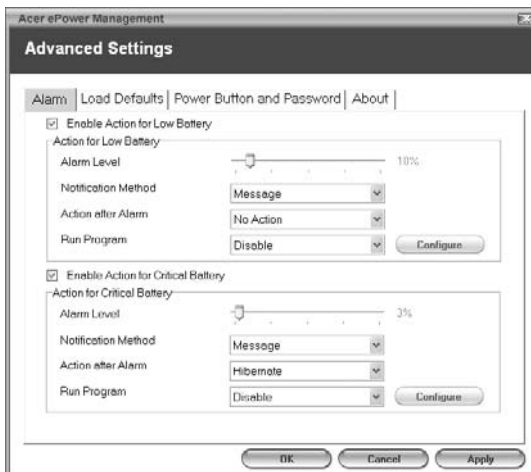 Acer ePower Management
Advanced Settings
Alarm Load Defaults Power Button and Password About
Enable Action for Low Battery
Action for Low Battery
Alarm Level 10%
Notification Method Message
Action after Alarm No Action
Run Program Disable Configure
Enable Action for Critical Battery
Action for Critical Battery
Alarm Level 3%
Notification Method Message
Action after Alarm Hibernate
Run Program Disable Configure
OK Cancel Apply